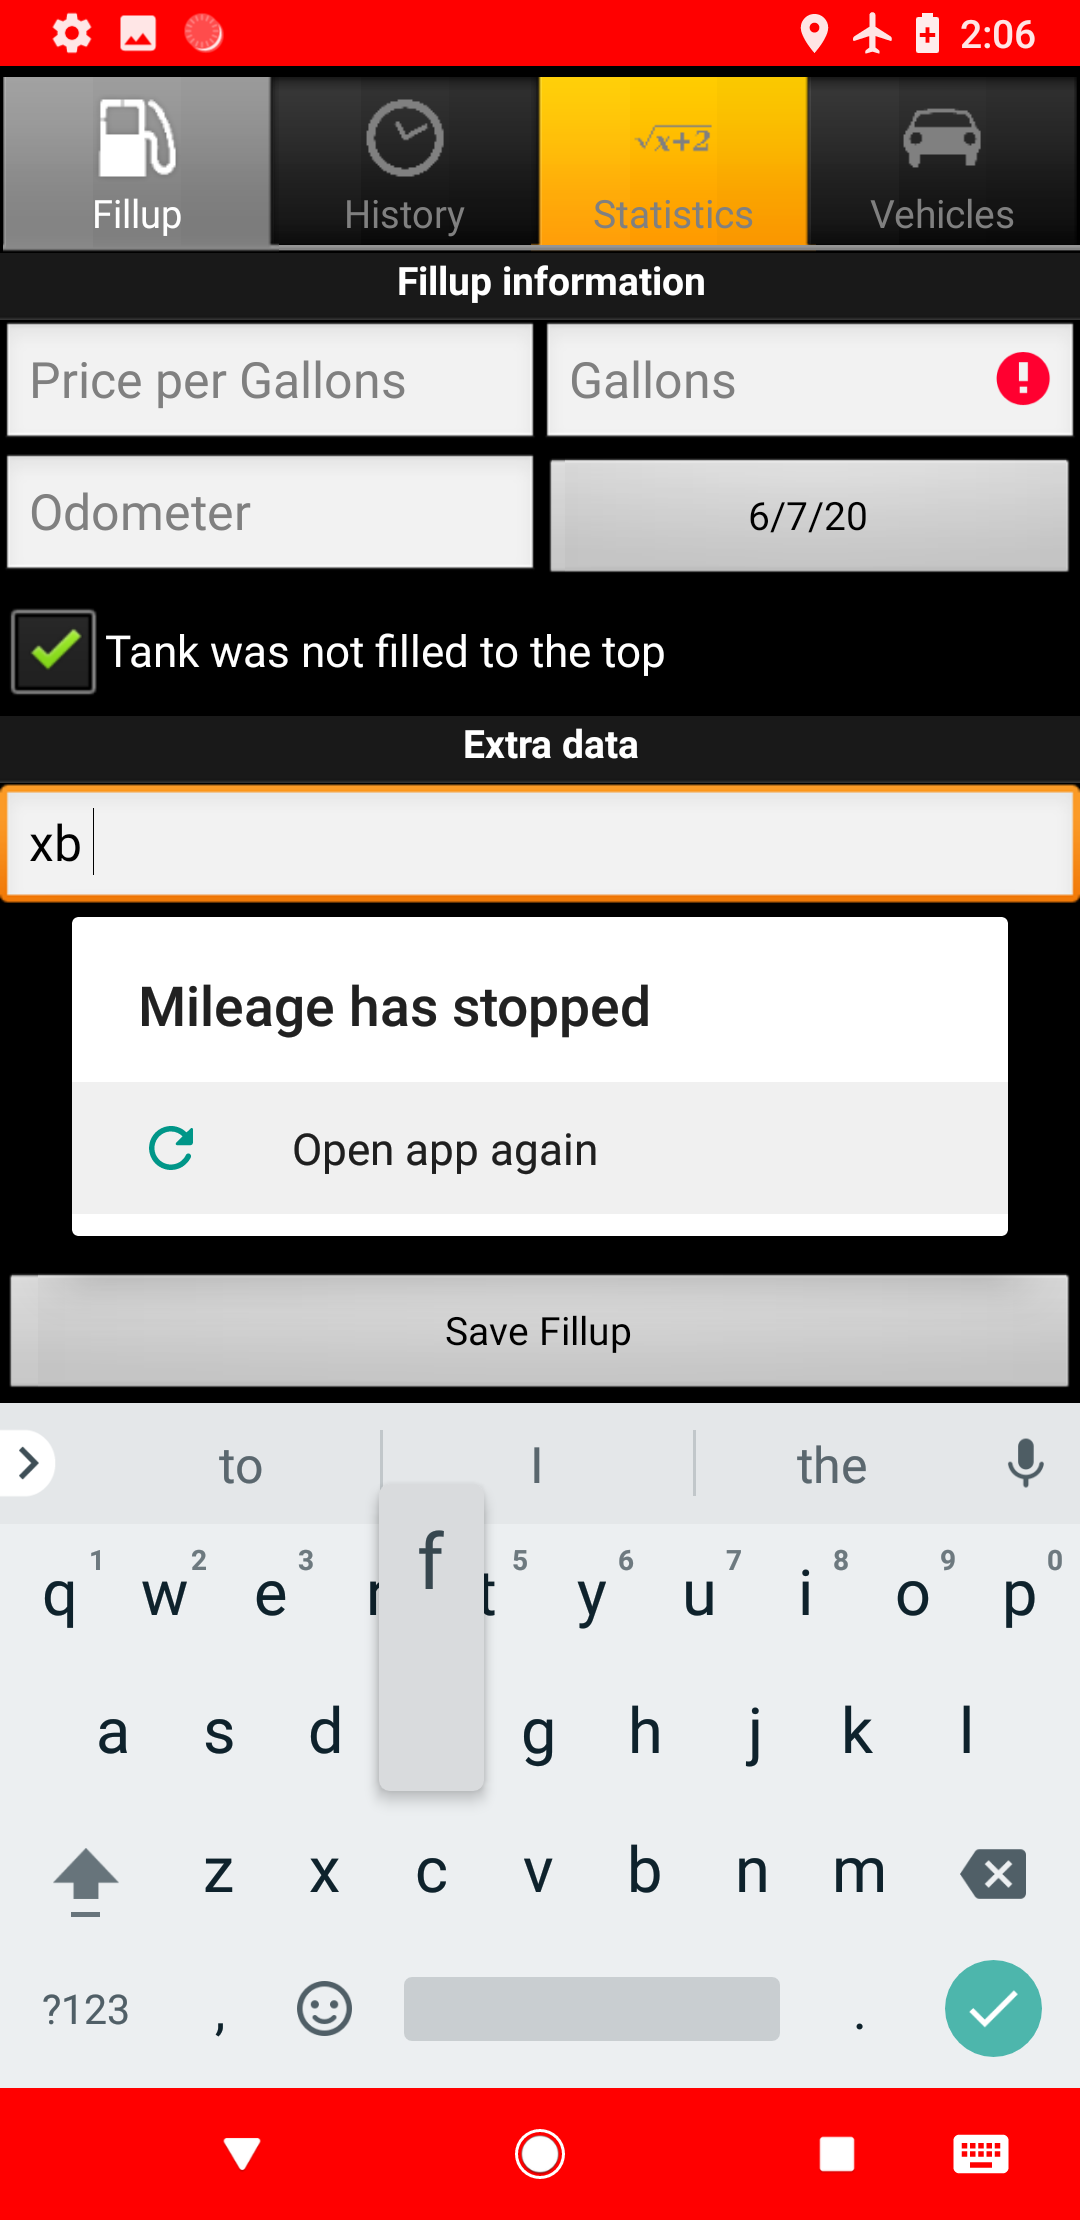 2:06
Fillup
History
√x+2
Statistics
Vehicles
Fillup information
Price per Gallons
Gallons
!
Odometer
6/7/20
Tank was not filled to the top
Extra data
xb
Mileage has stopped
Open app again
Save Fillup
to I the
1 2 3 5 6 7 8 9 0
q w e r t y u i o p
f
a s d g h j k l
z x c v b n m
?123 , .